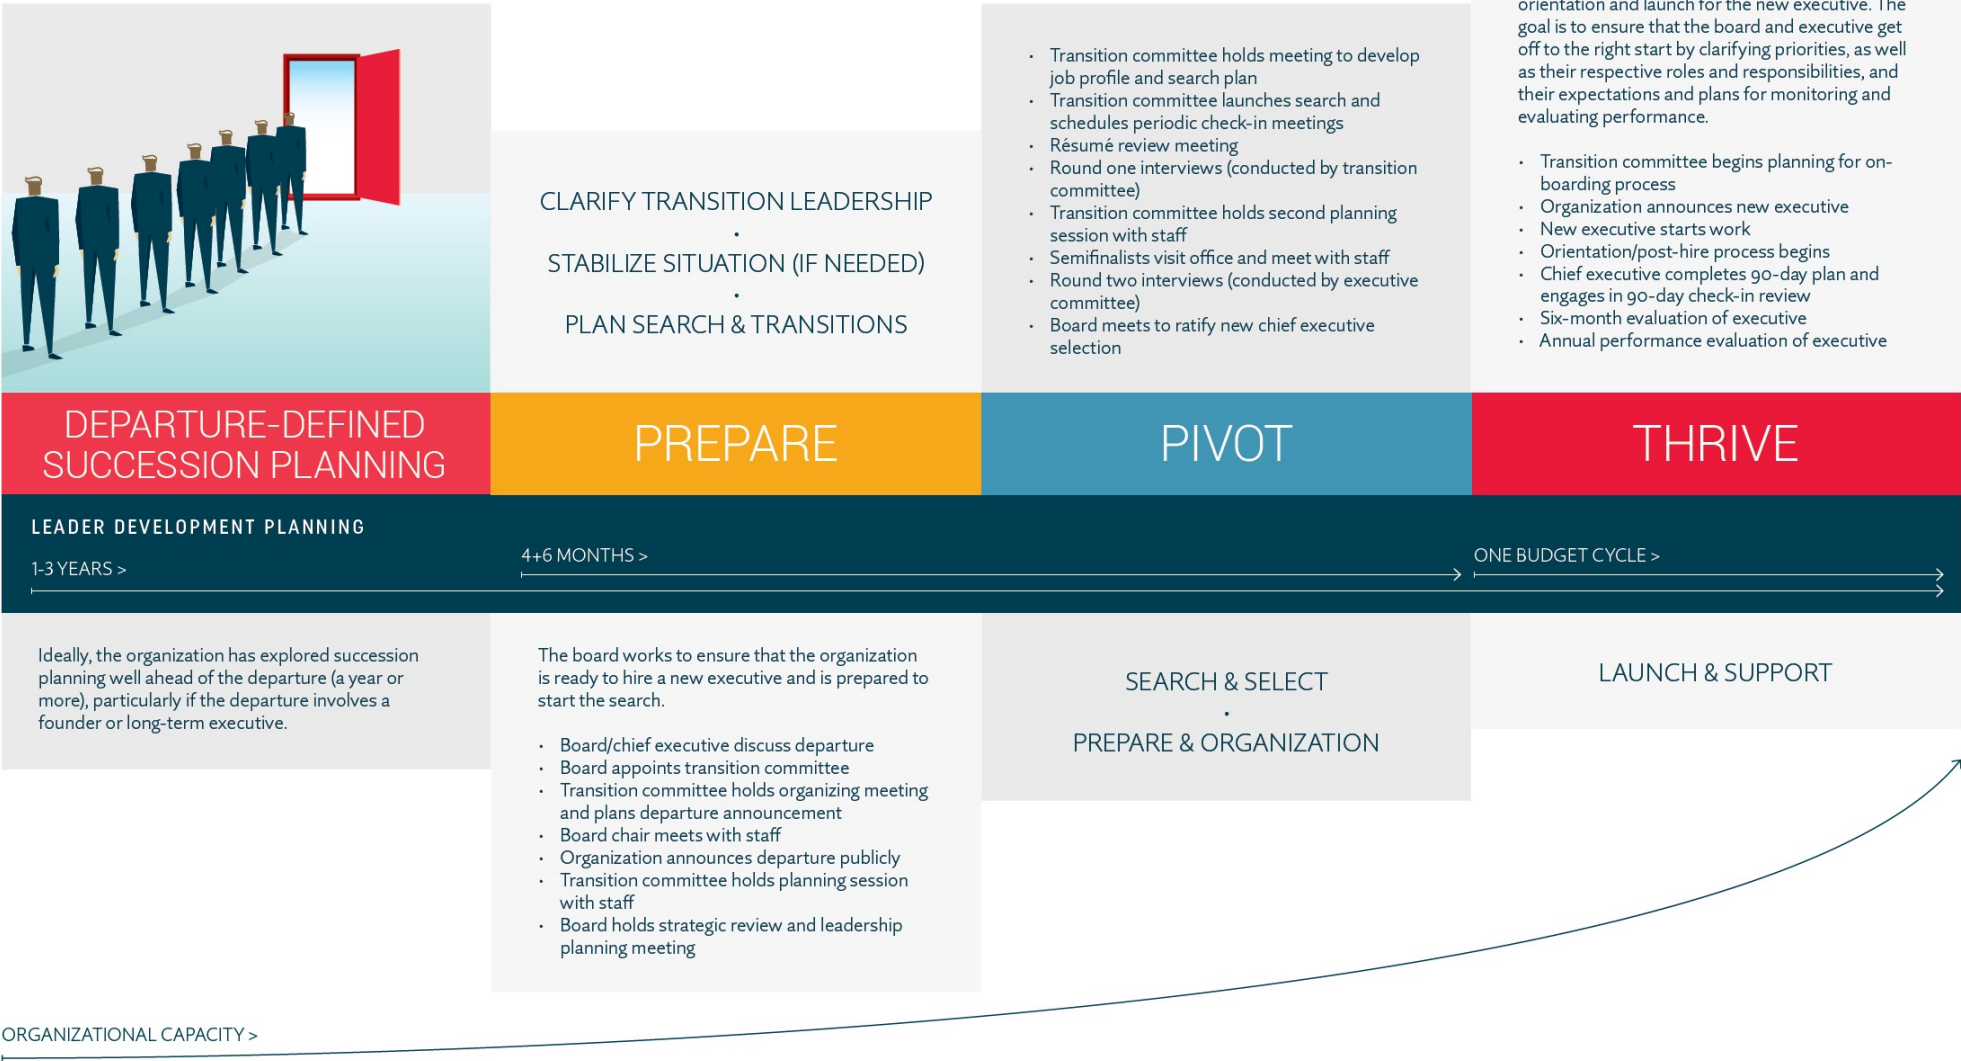 • Transition committee holds meeting to develop
job profile and search plan
• Transition committee launches search and
schedules periodic check-in meetings
• Résumé review meeting
• Round one interviews (conducted by transition
committee)
• Transition committee holds second planning
session with staff
• Semifinalists visit office and meet with staff
• Round two interviews (conducted by executive
committee)
• Board meets to ratify new chief executive
selection
orientation and launch for the new executive. The
goal is to ensure that the board and executive get
off to the right start by clarifying priorities, as well
as their respective roles and responsibilities, and
their expectations and plans for monitoring and
evaluating performance.
• Transition committee begins planning for on-
boarding process
• Organization announces new executive
• New executive starts work
• Orientation/post-hire process begins
• Chief executive completes 90-day plan and
engages in 90-day check-in review
• Six-month evaluation of executive
• Annual performance evaluation of executive
CLARIFY TRANSITION LEADERSHIP
•
STABILIZE SITUATION (IF NEEDED)
•
PLAN SEARCH & TRANSITIONS
DEPARTURE-DEFINED
SUCCESSION PLANNING
PREPARE
PIVOT
THRIVE
LEADER DEVELOPMENT PLANNING
1-3 YEARS >
4+6 MONTHS >
ONE BUDGET CYCLE >
Ideally, the organization has explored succession
planning well ahead of the departure (a year or
more), particularly if the departure involves a
founder or long-term executive.
The board works to ensure that the organization
is ready to hire a new executive and is prepared to
start the search.
• Board/chief executive discuss departure
• Board appoints transition committee
• Transition committee holds organizing meeting
and plans departure announcement
• Board chair meets with staff
• Organization announces departure publicly
• Transition committee holds planning session
with staff
• Board holds strategic review and leadership
planning meeting
SEARCH & SELECT
•
PREPARE & ORGANIZATION
LAUNCH & SUPPORT
ORGANIZATIONAL CAPACITY >